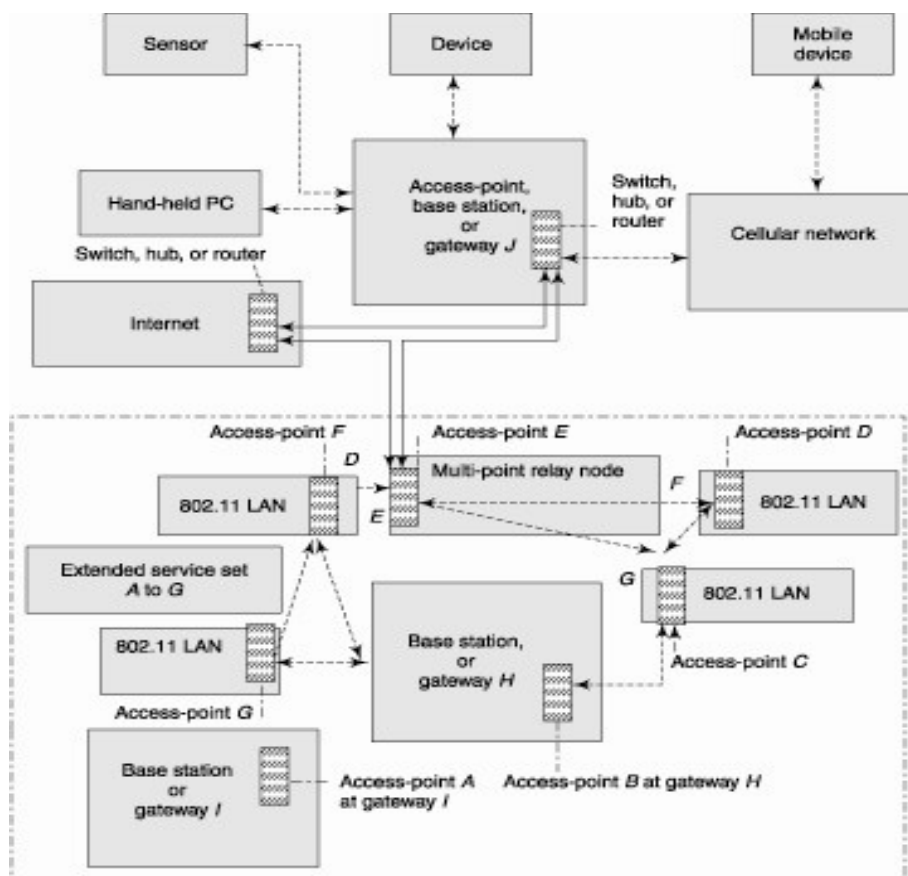 Sensor
Device
Mobile
device
Hand-held PC
Access-point,
base station,
or
gateway J
Switch,
hub, or
router
Cellular network
Switch, hub, or router
Internet
Access-point F
Access-point E
Access-point D
D
Multi-point relay node
802.11 LAN
E
F
802.11 LAN
Extended service set
A to G
G
802.11 LAN
802.11 LAN
Base station,
or
gateway H
Access-point C
Access-point G
Base station
or
gateway I
Access-point A
at gateway I
Access-point B at gateway H